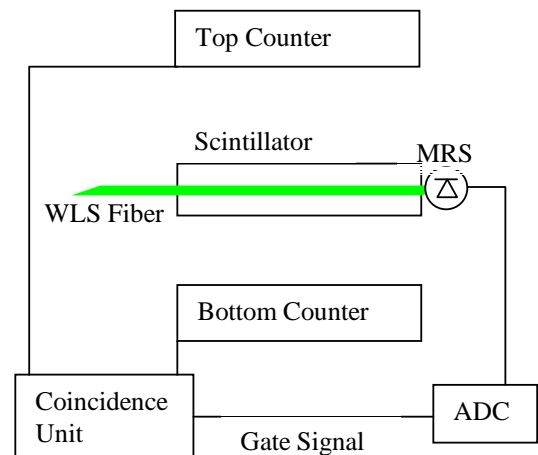 Top Counter
Scintillator
MRS
WLS Fiber
Bottom Counter
Coincidence
Unit
ADC
Gate Signal